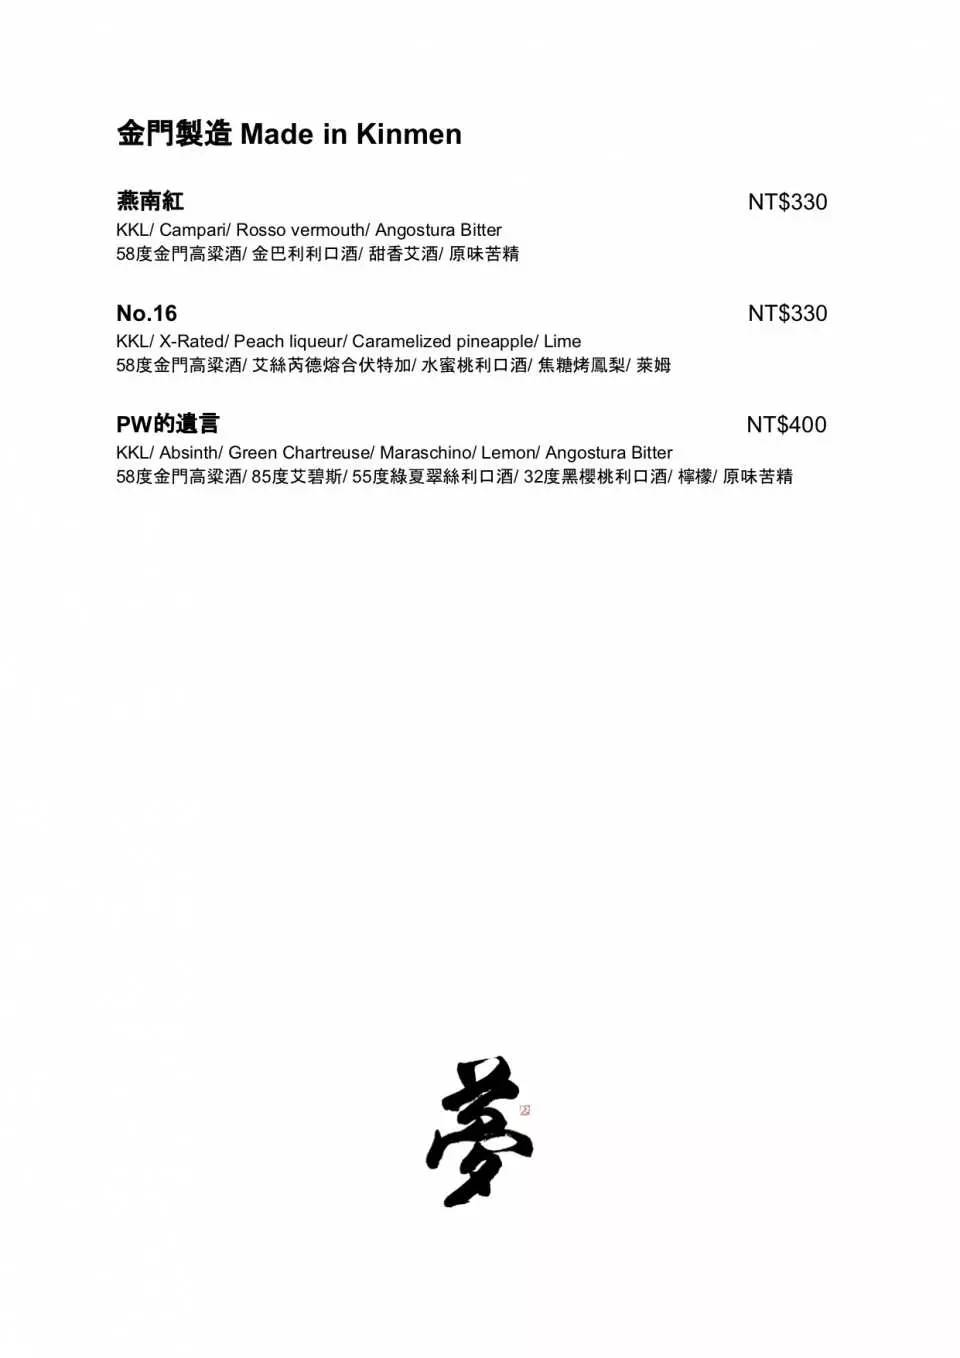 金門製造 Made in Kinmen
燕南紅 NT$330
KKL/ Campari/ Rosso vermouth/ Angostura Bitter
58度金門高粱酒/ 金巴利利口酒/ 甜香艾酒/ 原味苦精
No.16 NT$330
KKL/ X-Rated/ Peach liqueur/ Caramelized pineapple/ Lime
58度金門高粱酒/ 艾絲芮德熔合伏特加/ 水蜜桃利口酒/ 焦糖烤鳳梨/ 萊姆
PW的遺言 NT$400
KKL/ Absinth/ Green Chartreuse/ Maraschino/ Lemon/ Angostura Bitter
58度金門高粱酒/ 85度艾碧斯/ 55度綠夏翠絲利口酒/ 32度黑櫻桃利口酒/ 檸檬/ 原味苦精
夢